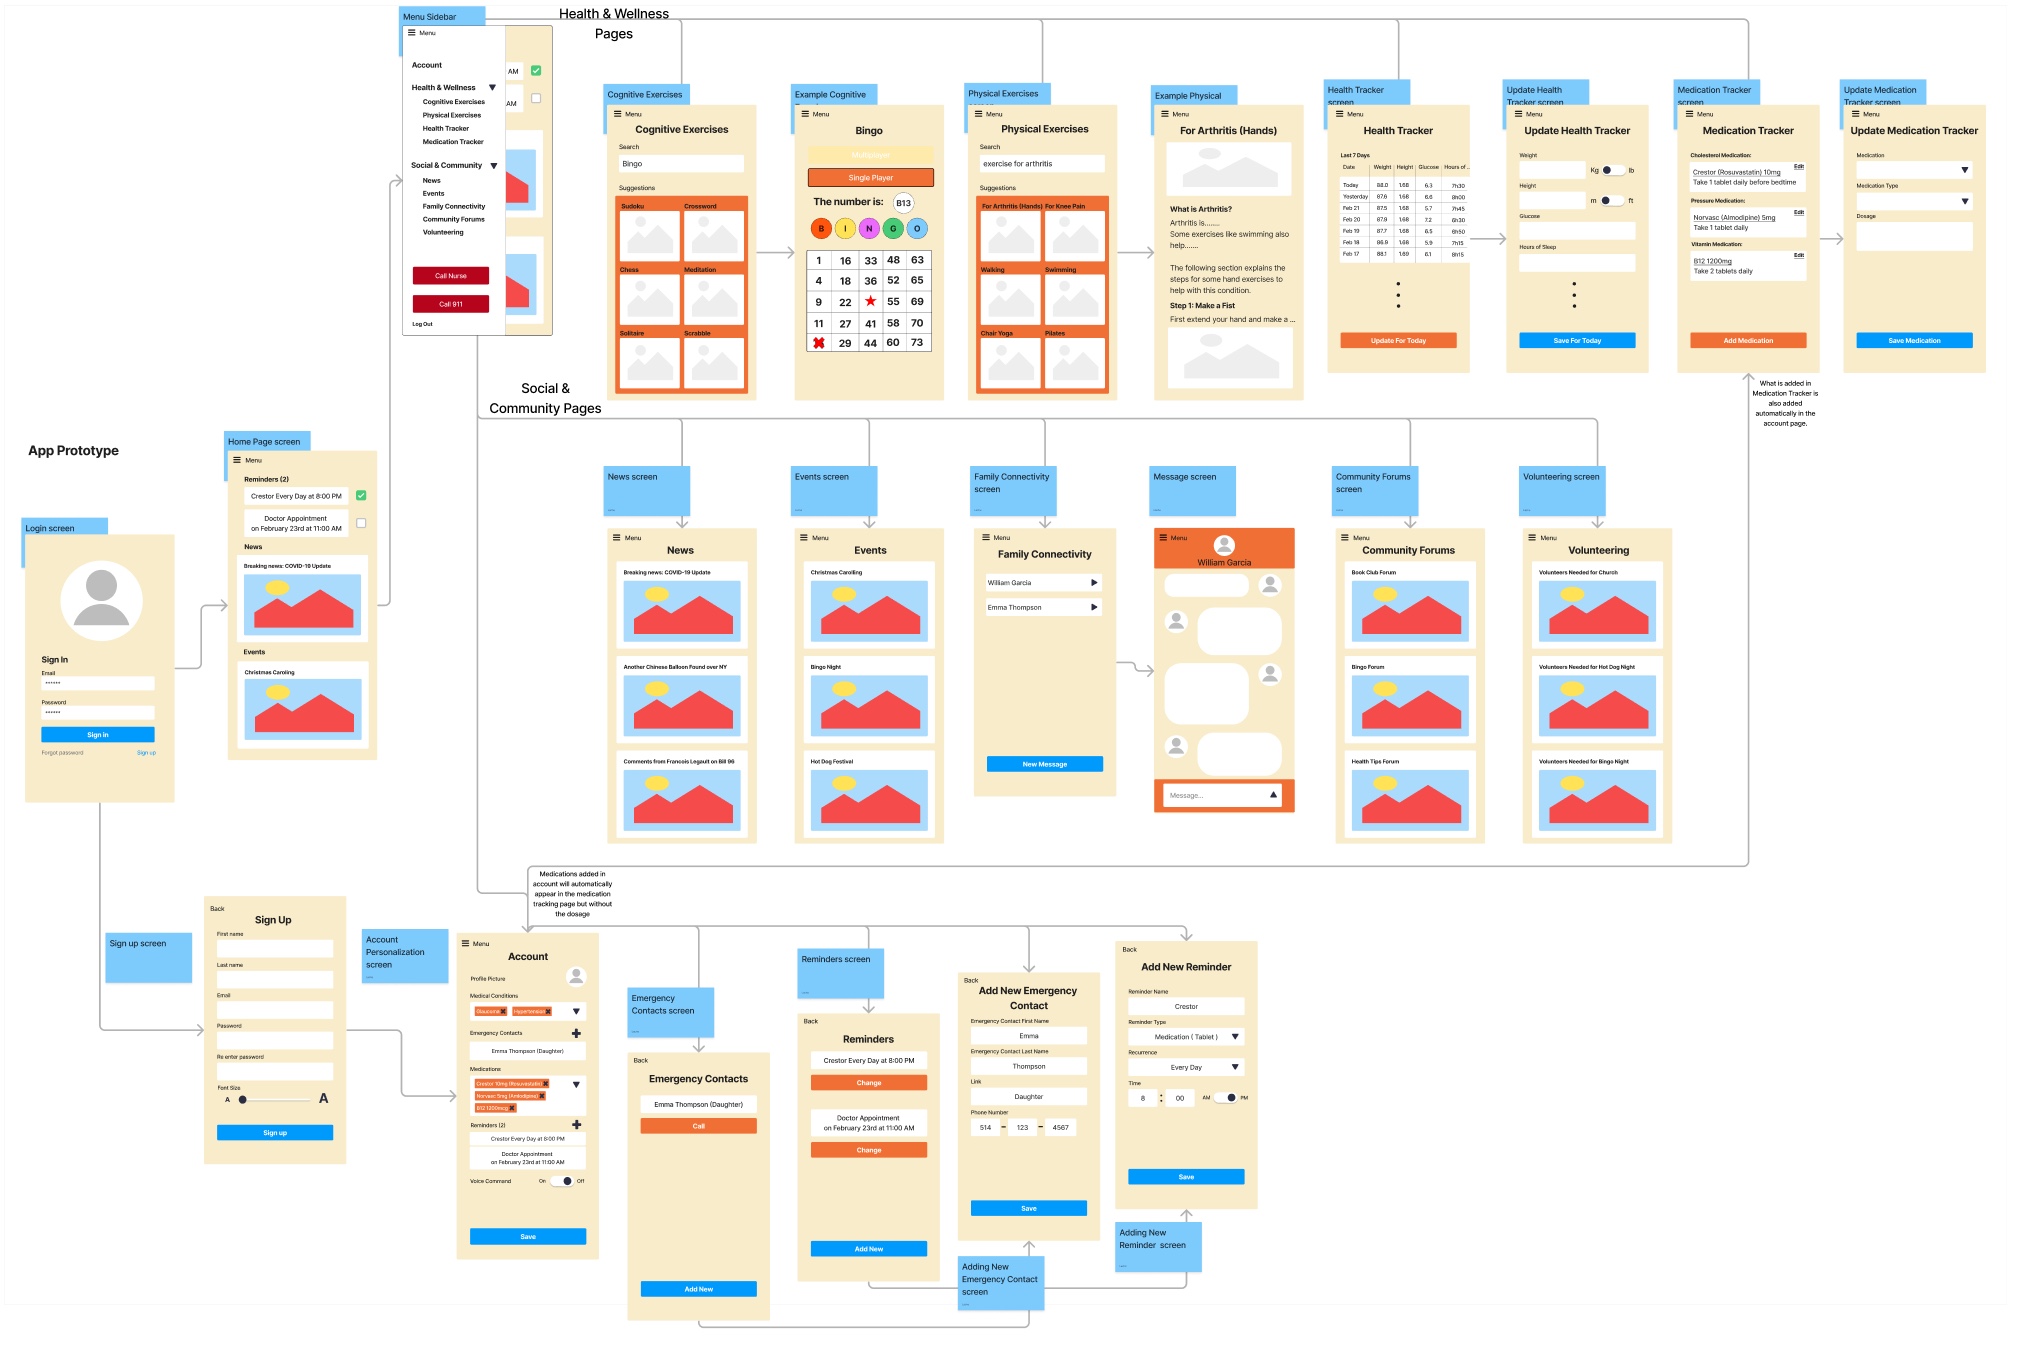 Menu Sidebar
Menu
Account
Health & Wellness
Cognitive Exercises
Physical Exercises
Health Tracker
Medication Tracker
Social & Community
News
Events
Family Connectivity
Community Forums
Volunteering
Call Nurse
Call 911
Log Out
AM
AM
Health & Wellness
Pages
Cognitive Exercises
Menu
Cognitive Exercises
Search
Bingo
Suggestions
Sudoku Crossword
Chess Meditation
Solitaire Scrabble
Example Cognitive
Menu
Bingo
Multiplayer
Single Player
The number is: B13
B I N G O
1 16 33 48 63
4 18 36 52 65
9 22 55 69
11 27 41 58 70
29 44 60 73
Physical Exercises
screen
Menu
Physical Exercises
Search
exercise for arthritis
Suggestions
For Arthritis (Hands) For Knee Pain
Walking Swimming
Chair Yoga Pilates
Example Physical
Menu
For Arthritis (Hands)
What is Arthritis?
Arthritis is.......
Some exercises like swimming also
help.......
The following section explains the
steps for some hand exercises to
help with this condition.
Step 1: Make a Fist
First extend your hand and make a ...
Health Tracker
screen
Menu
Health Tracker
Last 7 Days
Date Weight Height Glucose Hours of ..
Today 88.0 1.68 6.3 7h30
Yesterday 87.6 1.68 6.6 8h00
Feb 21 87.5 1.68 5.7 7h45
Feb 20 87.9 1.68 7.2 6h30
Feb 19 87.7 1.68 6.5 6h50
Feb 18 86.9 1.68 5.9 7h15
Feb 17 88.1 1.69 6.1 8h15
Update For Today
Update Health
Tracker screen
Menu
Update Health Tracker
Weight
Kg lb
Height
m ft
Glucose
Hours of Sleep
Save For Today
Medication Tracker
screen
Menu
Medication Tracker
Cholesterol Medication:
Edit
Crestor (Rosuvastatin) 10mg
Take 1 tablet daily before bedtime
Pressure Medication:
Edit
Norvasc (Almodipine) 5mg
Take 1 tablet daily
Vitamin Medication:
Edit
B12 1200mg
Take 2 tablets daily
Add Medication
Update Medication
Tracker screen
Menu
Update Medication Tracker
Medication
Medication Type
Dosage
Save Medication
What is added in
Medication Tracker is
also added
automatically in the
account page.
Social &
Community Pages
App Prototype
Login screen
Sign In
Email
******
Password
******
Sign in
Forgot password Sign up
Home Page screen
Menu
Reminders (2)
Crestor Every Day at 8:00 PM
Doctor Appointment
on February 23rd at 11:00 AM
News
Breaking news: COVID-19 Update
Events
Christmas Caroling
News screen
Menu
News
Breaking news: COVID-19 Update
Another Chinese Balloon Found over NY
Comments from Francois Legault on Bill 96
Events screen
Menu
Events
Christmas Carolling
Bingo Night
Hot Dog Festival
Family Connectivity
screen
Menu
Family Connectivity
William Garcia
Emma Thompson
New Message
Message screen
Menu
William Garcia
Message...
Community Forums
screen
Menu
Community Forums
Book Club Forum
Bingo Forum
Health Tips Forum
Volunteering screen
Menu
Volunteering
Volunteers Needed for Church
Volunteers Needed for Hot Dog Night
Volunteers Needed for Bingo Night
Medications added in
account will automatically
appear in the medication
tracking page but without
the dosage
Sign up screen
Back
Sign Up
First name
Last name
Email
Password
Re enter password
Font Size
A A
Sign up
Account
Personalization
screen
Menu
Account
Profile Picture
Medical Conditions
Glaucoma Hypertension
Emergency Contacts
Emma Thompson (Daughter)
Medications
Crestor 10mg (Rosuvastatin)
Norvasc 5mg (Amlodipine)
B12 1200mcg
Reminders (2)
Crestor Every Day at 8:00 PM
Doctor Appointment
on February 23rd at 11:00 AM
Voice Command On Off
Save
Emergency
Contacts screen
Back
Emergency Contacts
Emma Thompson (Daughter)
Call
Add New
Reminders screen
Back
Reminders
Crestor Every Day at 8:00 PM
Change
Doctor Appointment
on February 23rd at 11:00 AM
Change
Add New
Back
Add New Emergency
Contact
Emergency Contact First Name
Emma
Emergency Contact Last Name
Thompson
Link
Daughter
Phone Number
514 - 123 - 4567
Save
Adding New
Emergency Contact
screen
Back
Add New Reminder
Reminder Name
Crestor
Reminder Type
Medication ( Tablet )
Recurrence
Every Day
Time
8 : 00 AM PM
Save
Adding New
Reminder screen